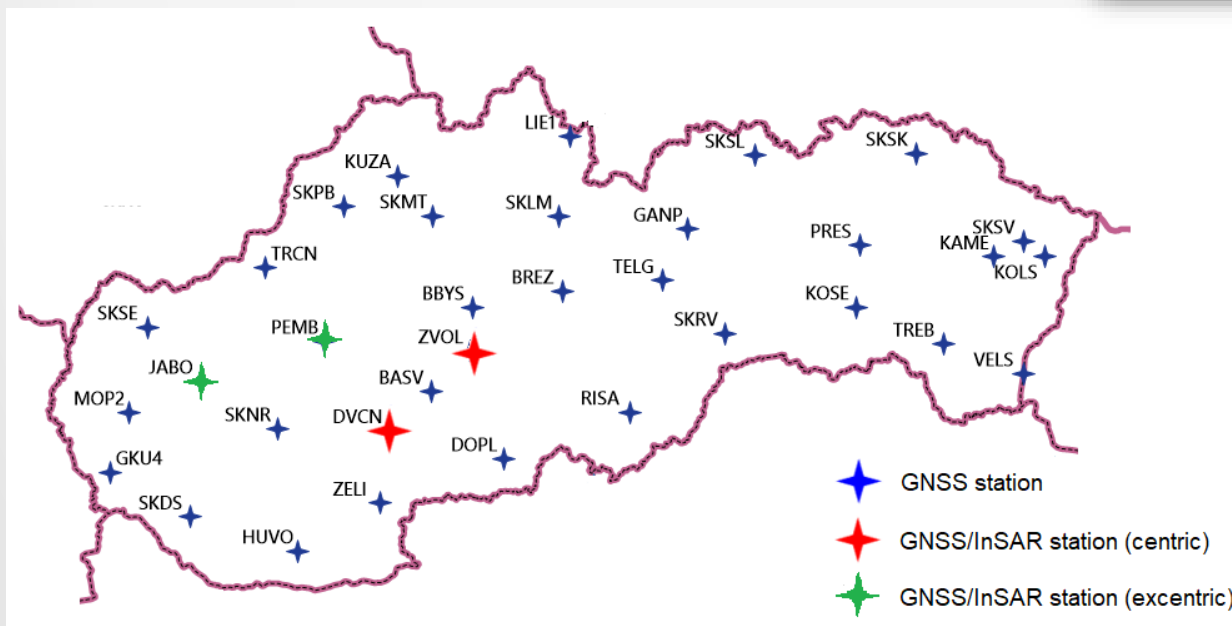 LIE1
SKSL
SKSK
KUZA
SKPB
SKMT
SKLM
GANP
PRES
SKSV
KAME
KOLS
TRCN
TELG
BREZ
BBYS
KOSE
SKSE
PEMB
ZVOL
SKRV
TREB
JABO
VELS
BASV
MOP2
SKNR
DVCN
RISA
DOPL
GKU4
ZELI
SKDS
HUVO
GNSS station
GNSS/InSAR station (centric)
GNSS/InSAR station (excentric)